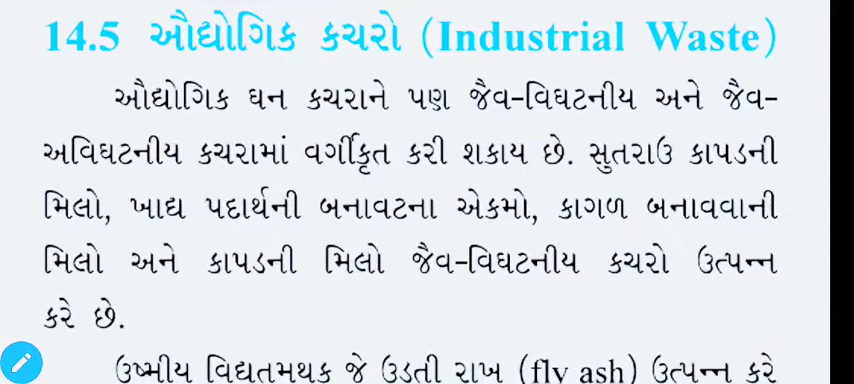 14.5 ઔદ્યોગિક કચરો (Industrial Waste)
ઔદ્યોગિક ઘન કચરાને પણ જૈવ-વિઘટનીય અને જૈવ-
અવિઘટનીય કચરામાં વર્ગીકૃત કરી શકાય છે. સુતરાઉ કાપડની
મિલો, ખાદ્ય પદાર્થની બનાવટના એકમો, કાગળ બનાવવાની
મિલો અને કાપડની મિલો જૈવ-વિઘટનીય કચરો ઉત્પન્ન
કરે છે.
ઉષ્મીય વિદ્યુતમથક જે ઉડતી રાખ (fly ash) ઉત્પન્ન કરે